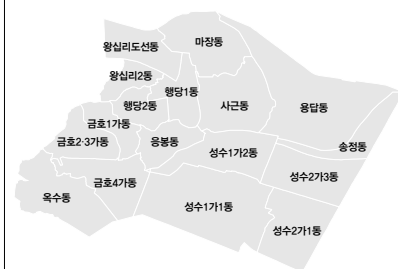 마장동
왕십리도선동
왕십리2동
행당1동
행당2동
사근동
용답동
금호1가동
금호2·3가동
응봉동
송정동
성수1가2동
성수2가3동
금호4가동
옥수동
성수1가1동
성수2가1동